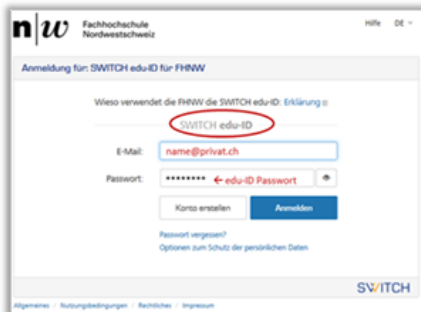 n|w Fachhochschule
Nordwestschweiz
Hilfe DE
Anmeldung für: SWITCH edu-ID für FHNW
Wieso verwendet die FHNW die SWITCH edu-ID: Erklärung
SWITCH edu-ID
E-Mail: name@privat.ch
Passwort: ******** ← edu-ID Passwort
Konto erstellen Anmelden
Passwort vergessen?
Optionen zum Schutz der persönlichen Daten
SWITCH
Allgemeines / Nutzungsbedingungen / Rechtliches / Impressum